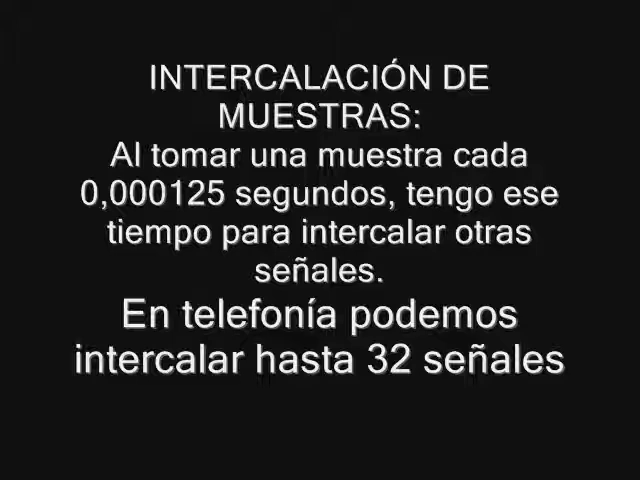 INTERCALACIÓN DE
MUESTRAS:
Al tomar una muestra cada
0,000125 segundos, tengo ese
tiempo para intercalar otras
señales.
En telefonía podemos
intercalar hasta 32 señales